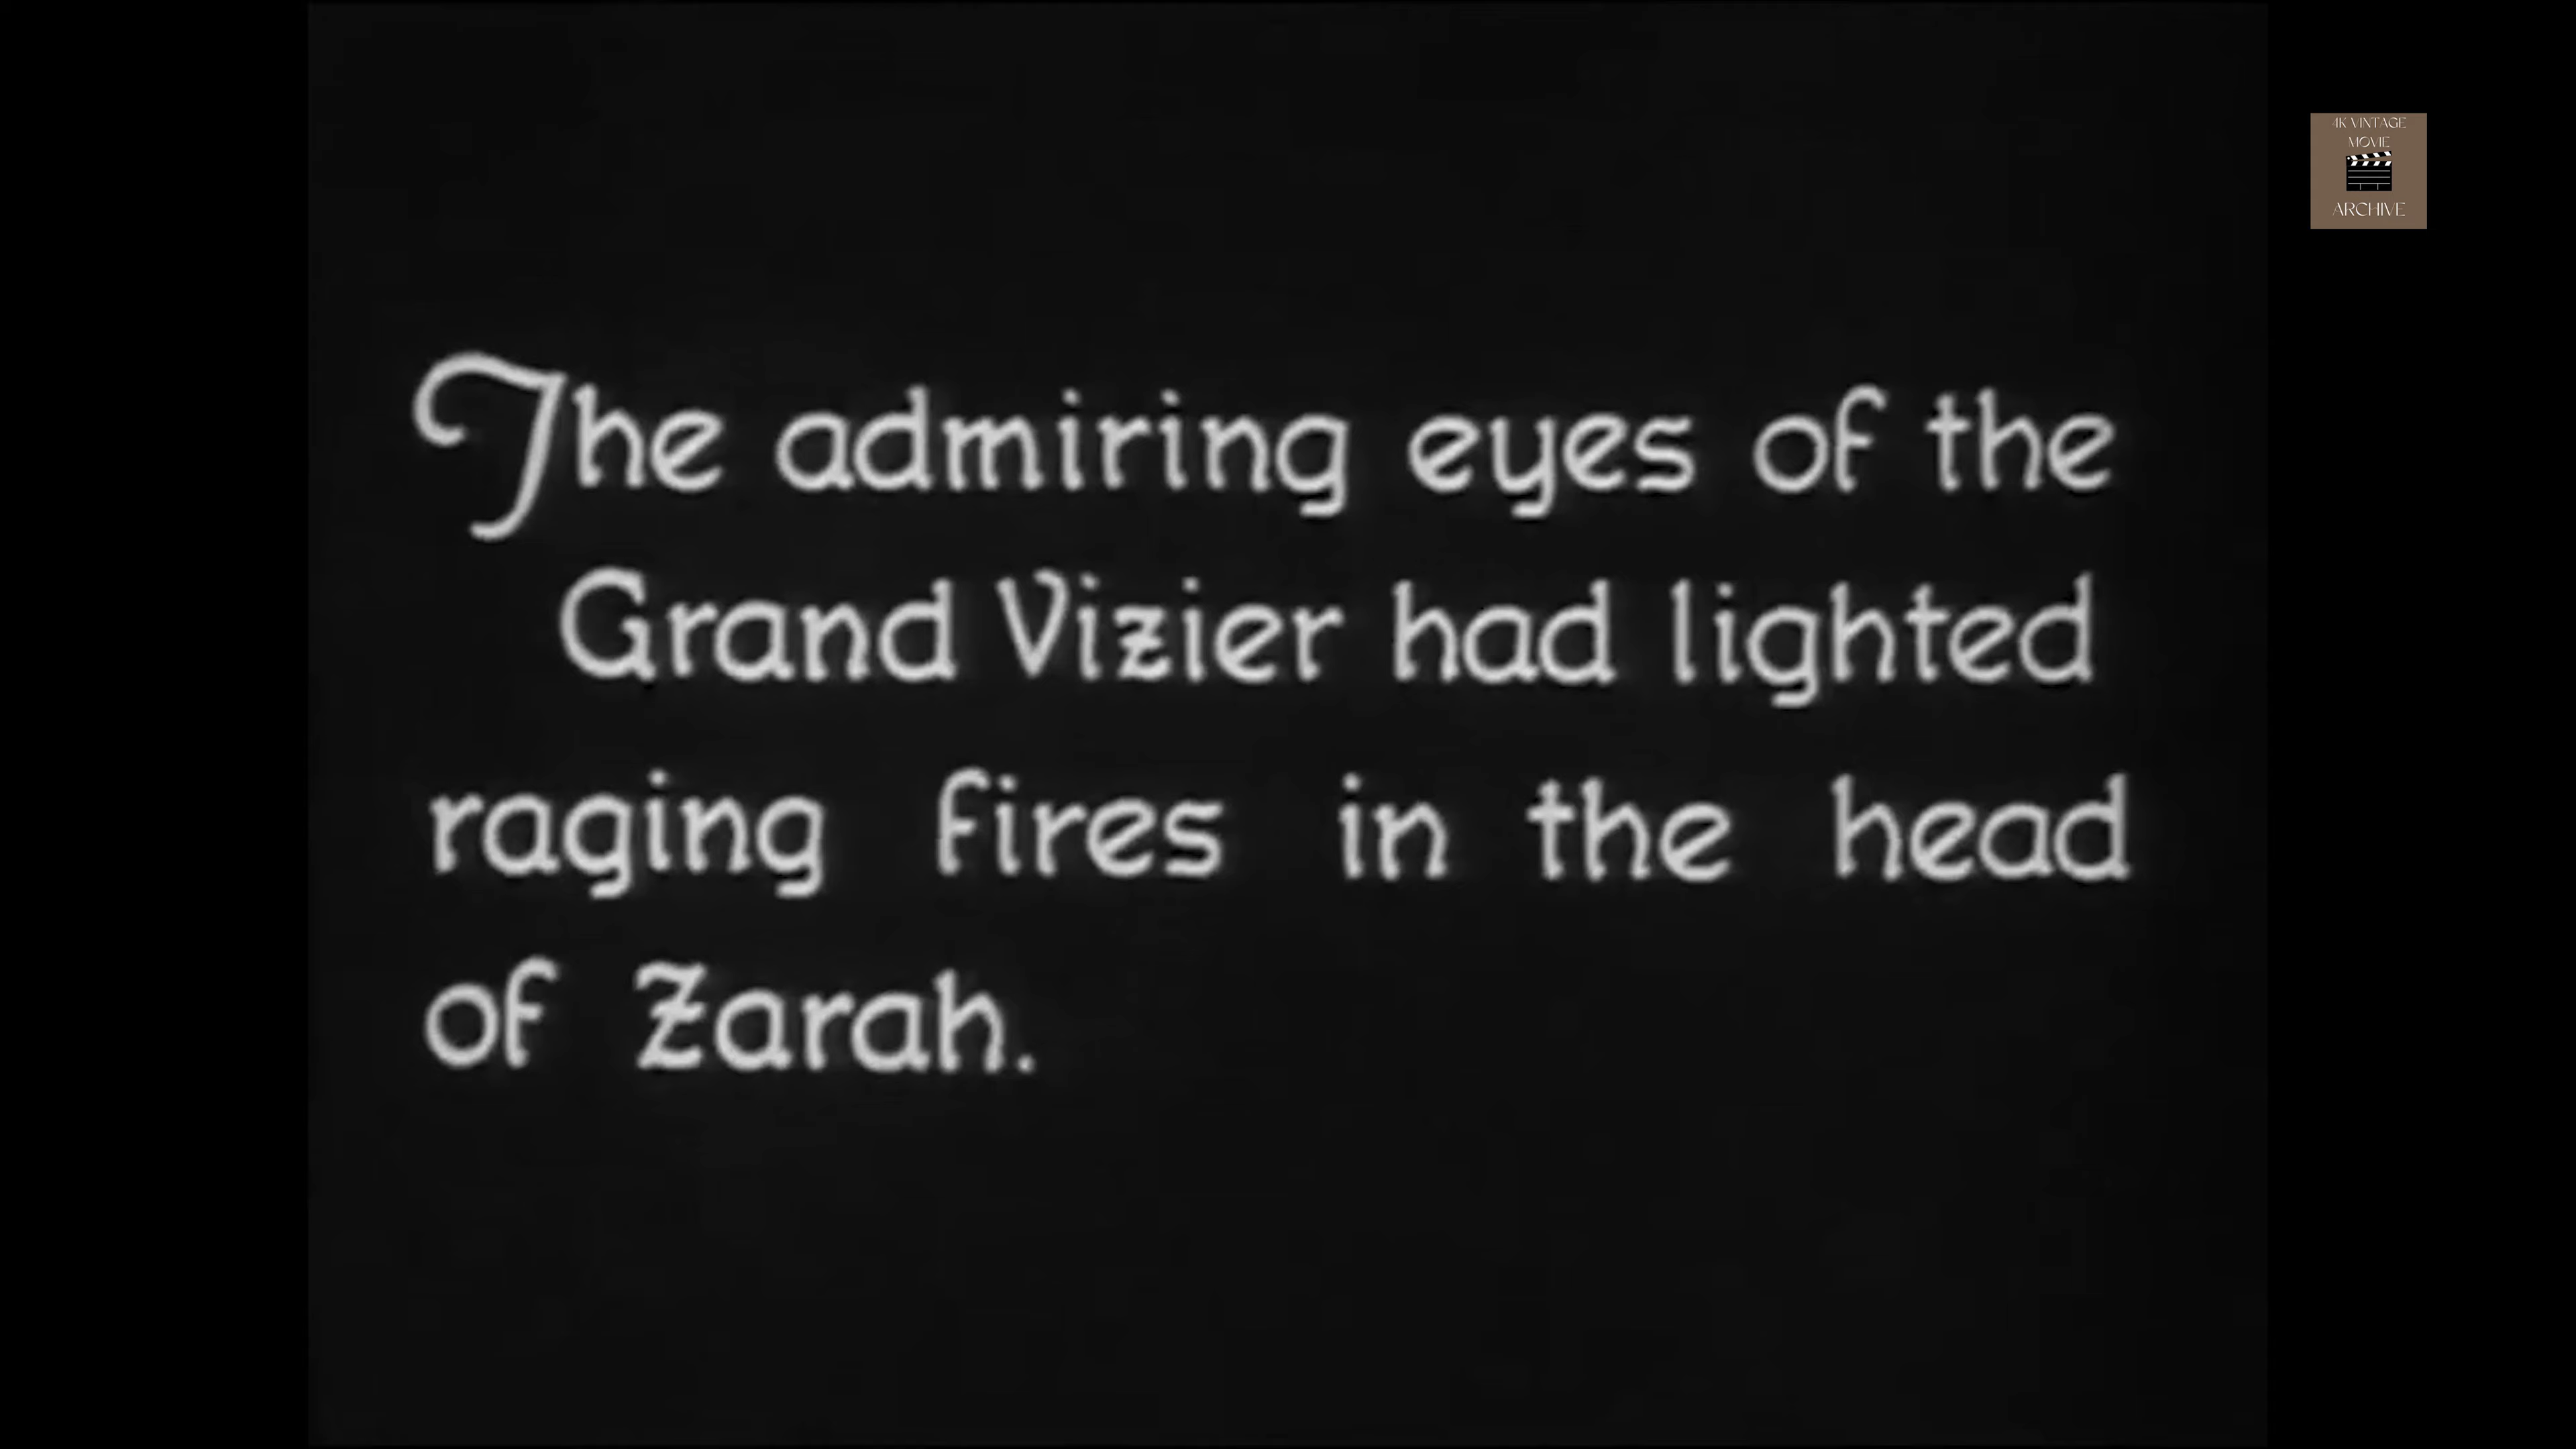 4K VINTAGE
MOVIE
ARCHIVE
The admiring eyes of the
Grand Vizier had lighted
raging fires in the head
of Zarah.